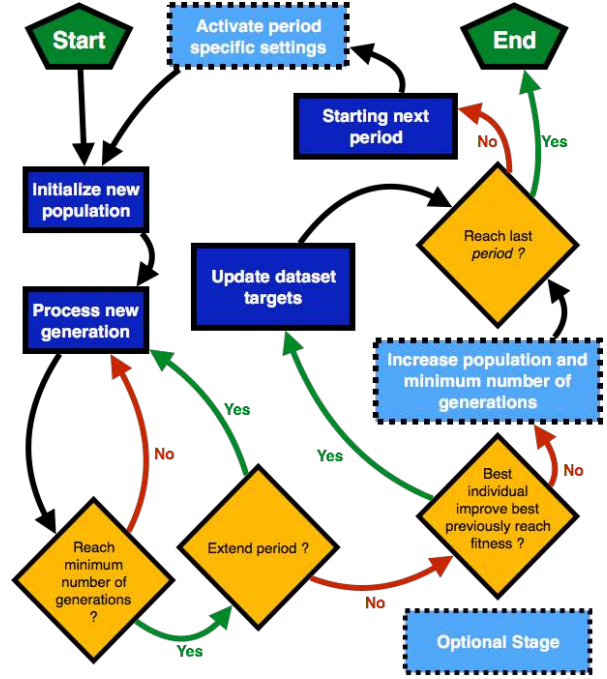 Start
Activate period
specific settings
End
Starting next
period
No
Yes
Initialize new
population
Reach last
period ?
Update dataset
targets
Process new
generation
Increase population and
minimum number of
generations
Yes
No
Yes
No
Best
individual
improve best
previously reach
fitness ?
Reach
minimum
number of
generations
?
Extend period ?
No
Yes
Optional Stage